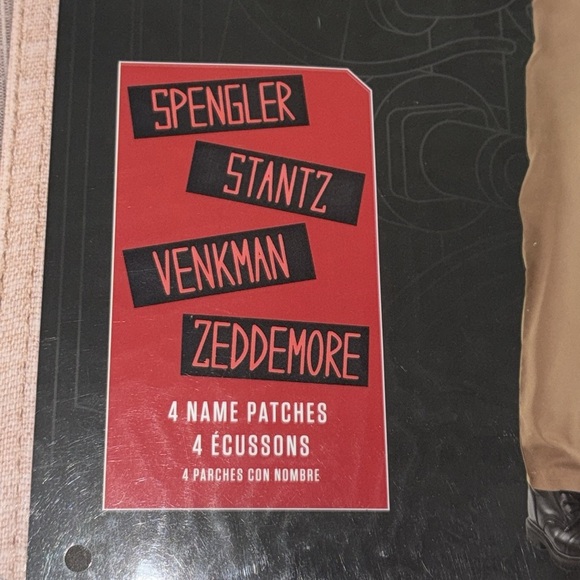 SPENGLER
STANTZ
VENKMAN
ZEDDEMORE
4 NAME PATCHES
4 ÉCUSSONS
4 PARCHES CON NOMBRE